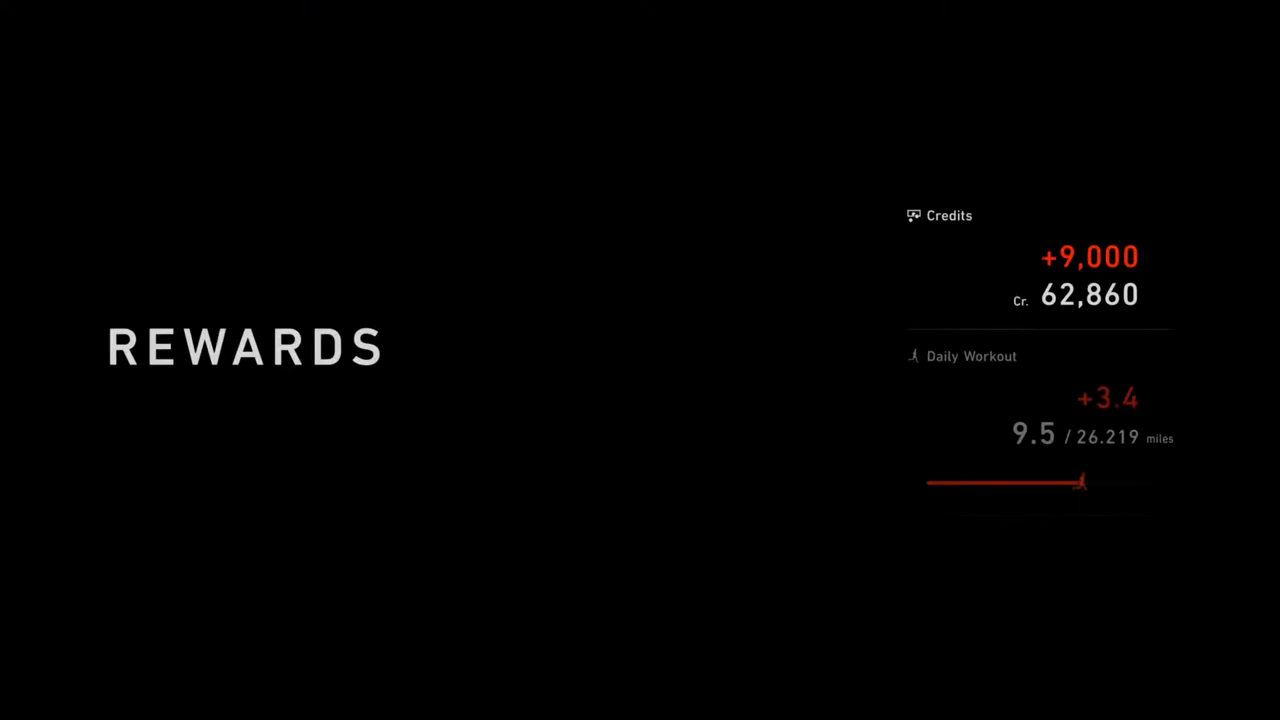 REWARDS
Credits
+9,000
Cr. 62,860
Daily Workout
+3.4
9.5 / 26.219 miles